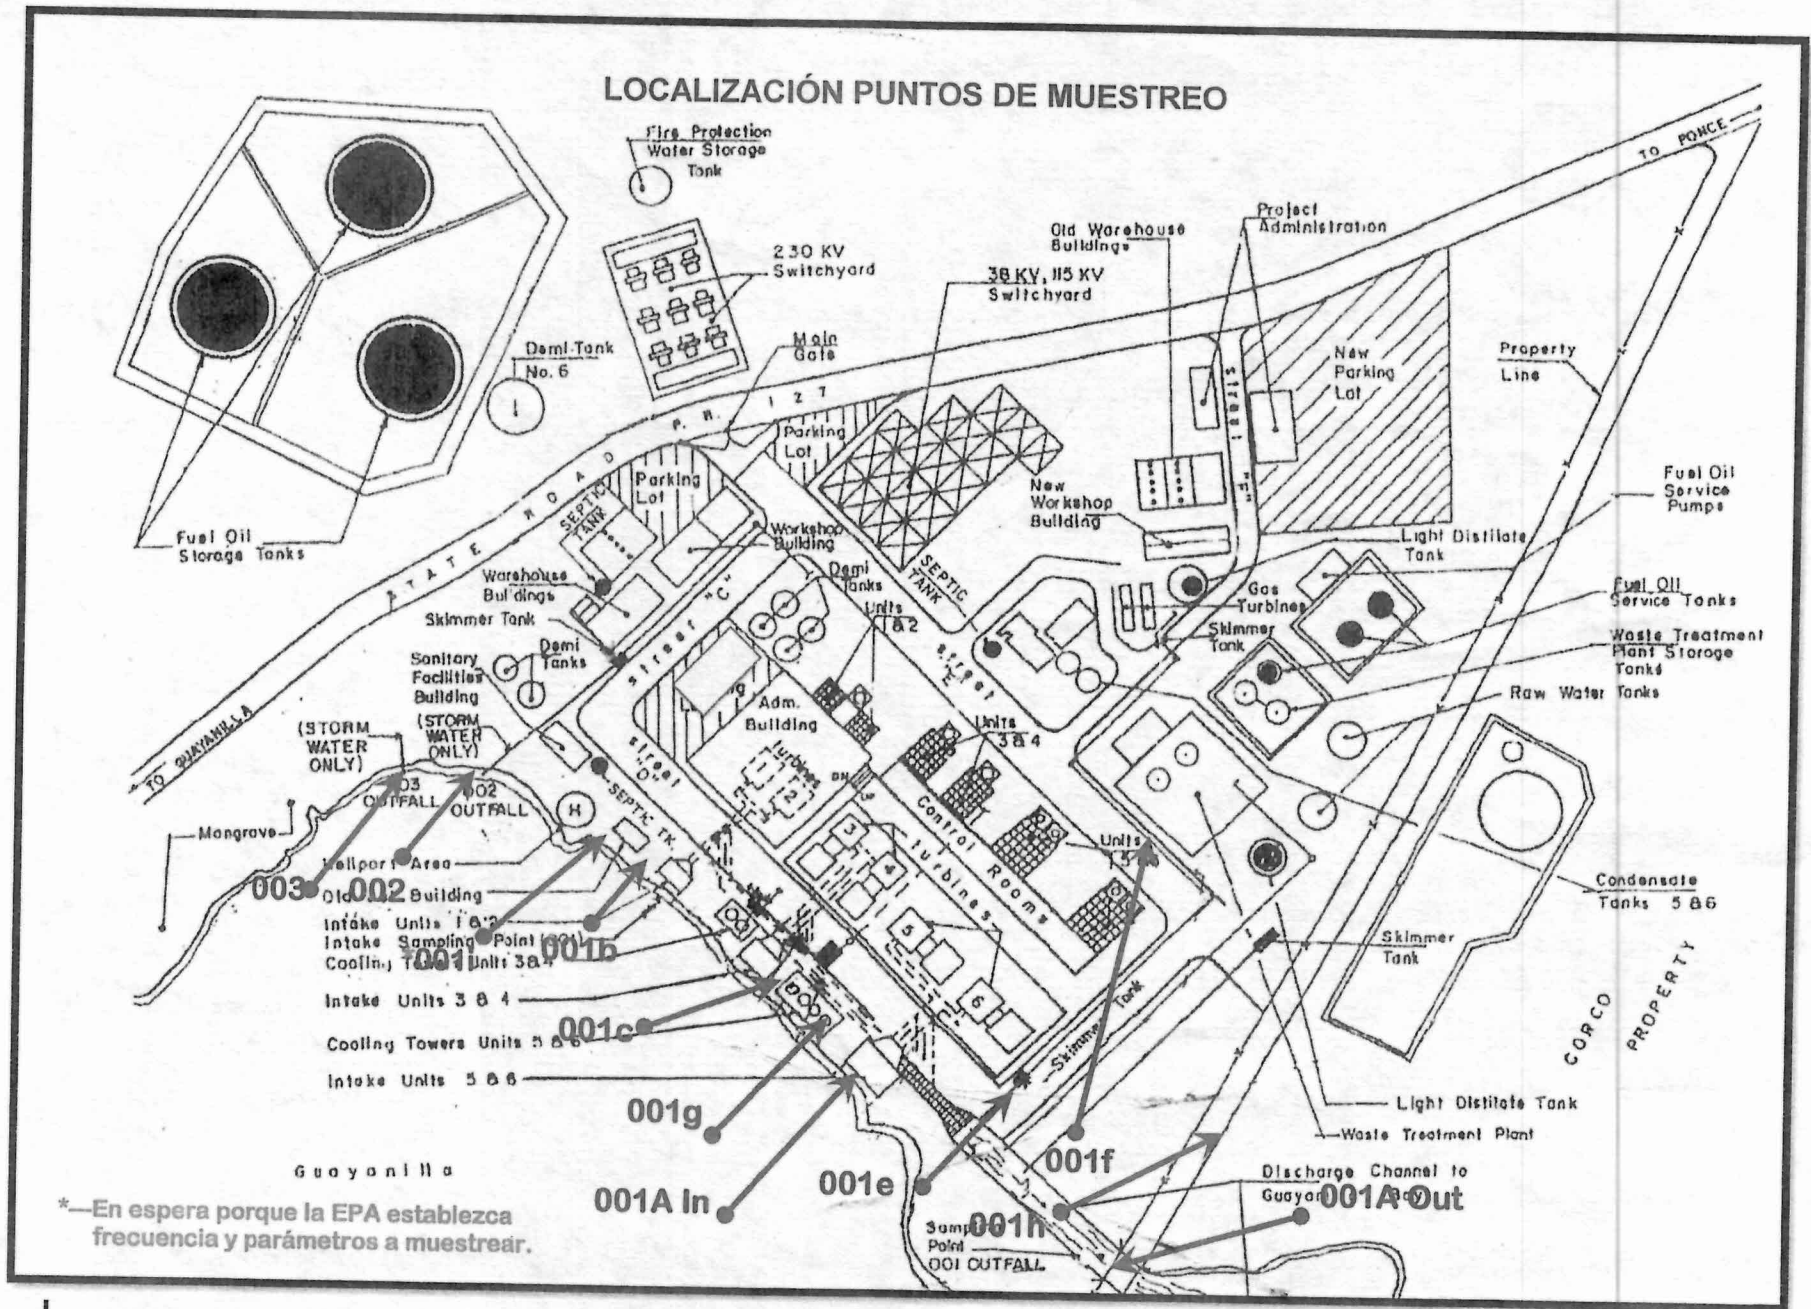 LOCALIZACIÓN PUNTOS DE MUESTREO
Fire Protection
Water Storage
Tank
TO PONCE
Project
Administration
Old Warehouse
Buildings
230 KV
Switchyard
38 KV, 115 KV
Switchyard
Main
Gate
Demi-Tank
No. 6
New
Parking
Lot
Property
Line
street "F"
STATE ROAD P.R. 127
Parking
Lot
Parking
Lot
SEPTIC
TANK
New
Workshop
Building
Fuel Oil
Service
Pumps
Fuel Oil
Storage Tanks
Workshop
Building
Light Distilate
Tank
SEPTIC
TANK
Warehouse
Buildings
Demi
Tanks
Gas
Turbines
Fuel Oil
Service Tanks
Skimmer Tank
street "C"
Units
1 & 2
Skimmer
Tank
Waste Treatment
Plant Storage
Tanks
Demi
Tanks
Sanitary
Facilities
Building
street "E"
Raw Water Tanks
Adm.
Building
Units
3 & 4
TO GUAYANILLA
(STORM
WATER
ONLY)
(STORM
WATER
ONLY)
street "D"
turbines
1
2
OUTFALL
002
OUTFALL
H
SEPTIC TK.
Control Rooms
turbines
3
4
5
6
Units
Mangrove
Heliport Area
003
002
Building
Condensate
Tanks 5 & 6
Intake Units 1 & 2
Intake Sampling Point
001i
001b
Cooling Tower Units 3 & 4
Skimmer
Tank
Intake Units 3 & 4
001c
Cooling Towers Units 5 & 6
Skimmer Tank
CORCO PROPERTY
Intake Units 5 & 6
001g
Light Distilate Tank
Waste Treatment Plant
001f
Guayanilla
001A In
001e
Discharge Channel to
001A Out
001h
Point
001 OUTFALL
*—En espera porque la EPA establezca
frecuencia y parámetros a muestrear.